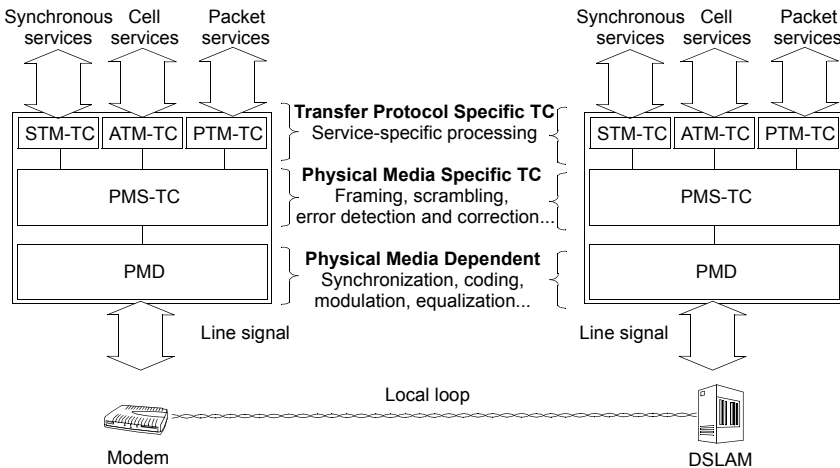 Synchronous
services
Cell
services
Packet
services
STM-TC
ATM-TC
PTM-TC
PMS-TC
PMD
Line signal
Modem
Transfer Protocol Specific TC
Service-specific processing
Physical Media Specific TC
Framing, scrambling,
error detection and correction...
Physical Media Dependent
Synchronization, coding,
modulation, equalization...
Local loop
Synchronous
services
Cell
services
Packet
services
STM-TC
ATM-TC
PTM-TC
PMS-TC
PMD
Line signal
DSLAM